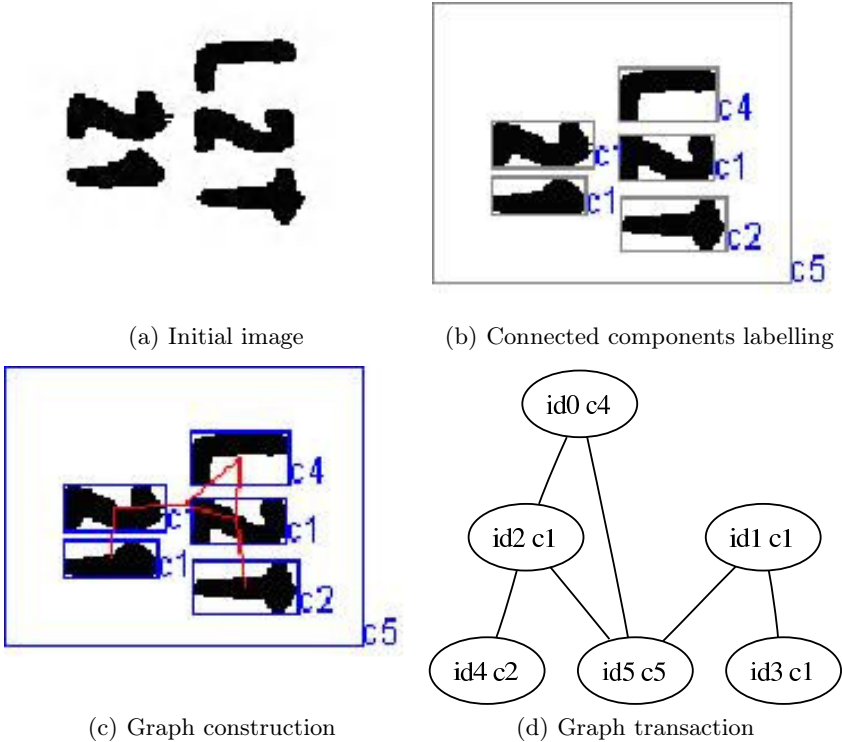 c4
c1
c1
c1
c2
c5
(a) Initial image
(b) Connected components labelling
c4
c1
c1
c1
c2
c5
id0 c4
id2 c1
id1 c1
id4 c2
id5 c5
id3 c1
(c) Graph construction
(d) Graph transaction